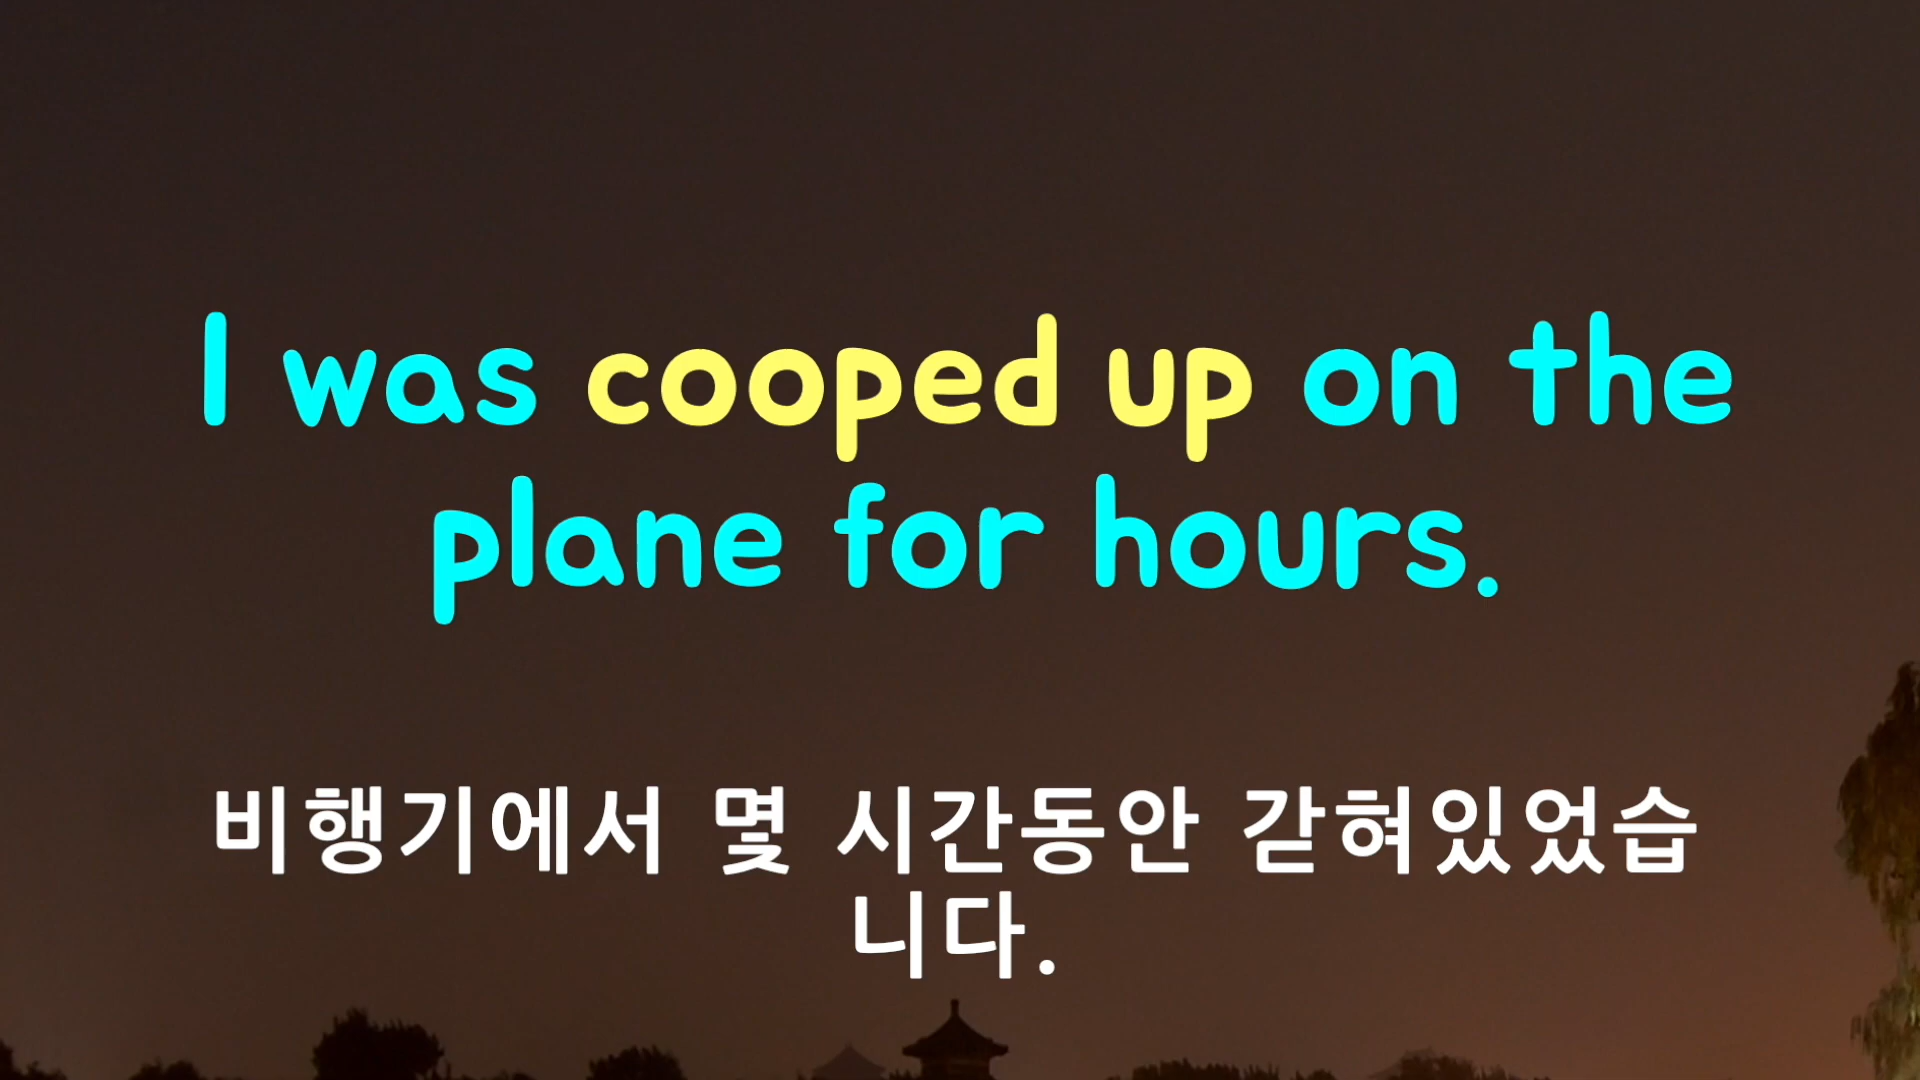 I was cooped up on the
plane for hours.
비행기에서 몇 시간동안 갇혀있었습
니다.